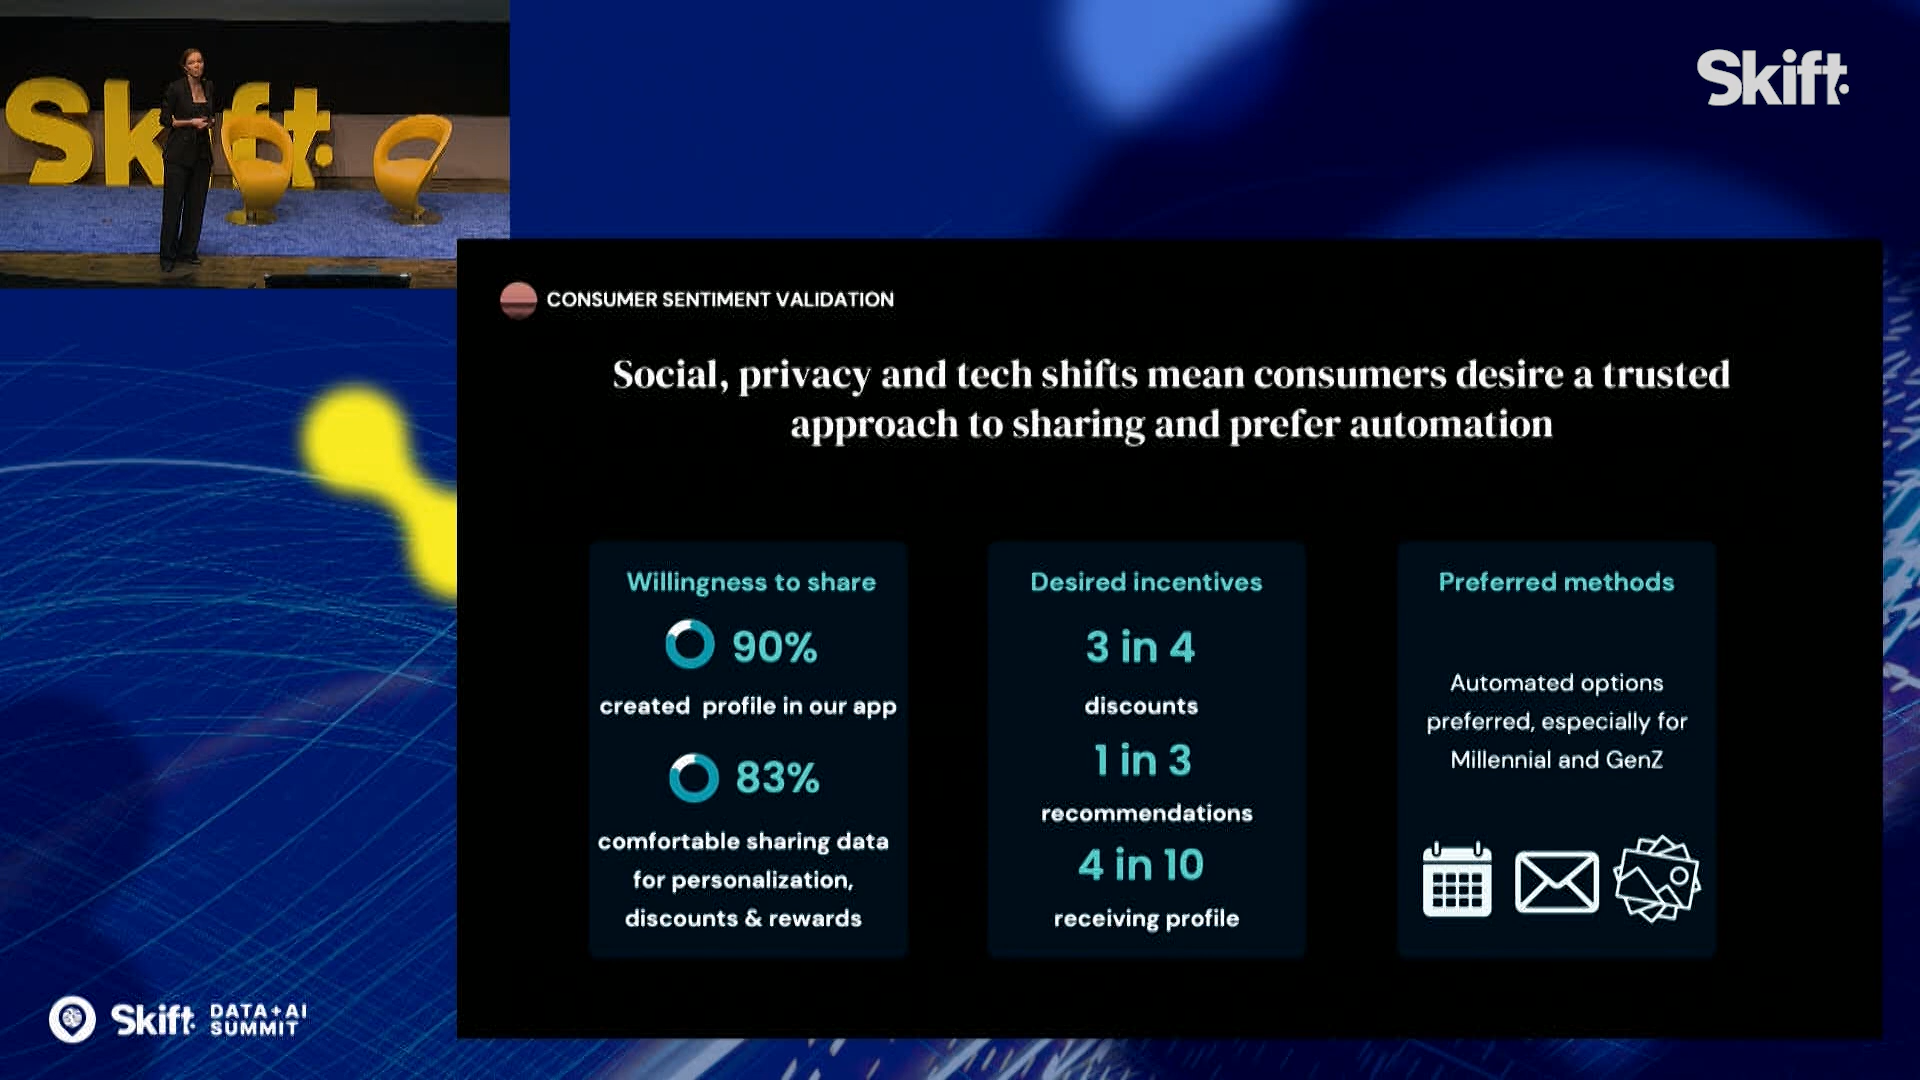 Skift.
Skift.
CONSUMER SENTIMENT VALIDATION
Social, privacy and tech shifts mean consumers desire a trusted
approach to sharing and prefer automation
Willingness to share
90%
created profile in our app
83%
comfortable sharing data
for personalization,
discounts & rewards
Desired incentives
3 in 4
discounts
1 in 3
recommendations
4 in 10
receiving profile
Preferred methods
Automated options
preferred, especially for
Millennial and GenZ
Skift.
DATA+AI
SUMMIT